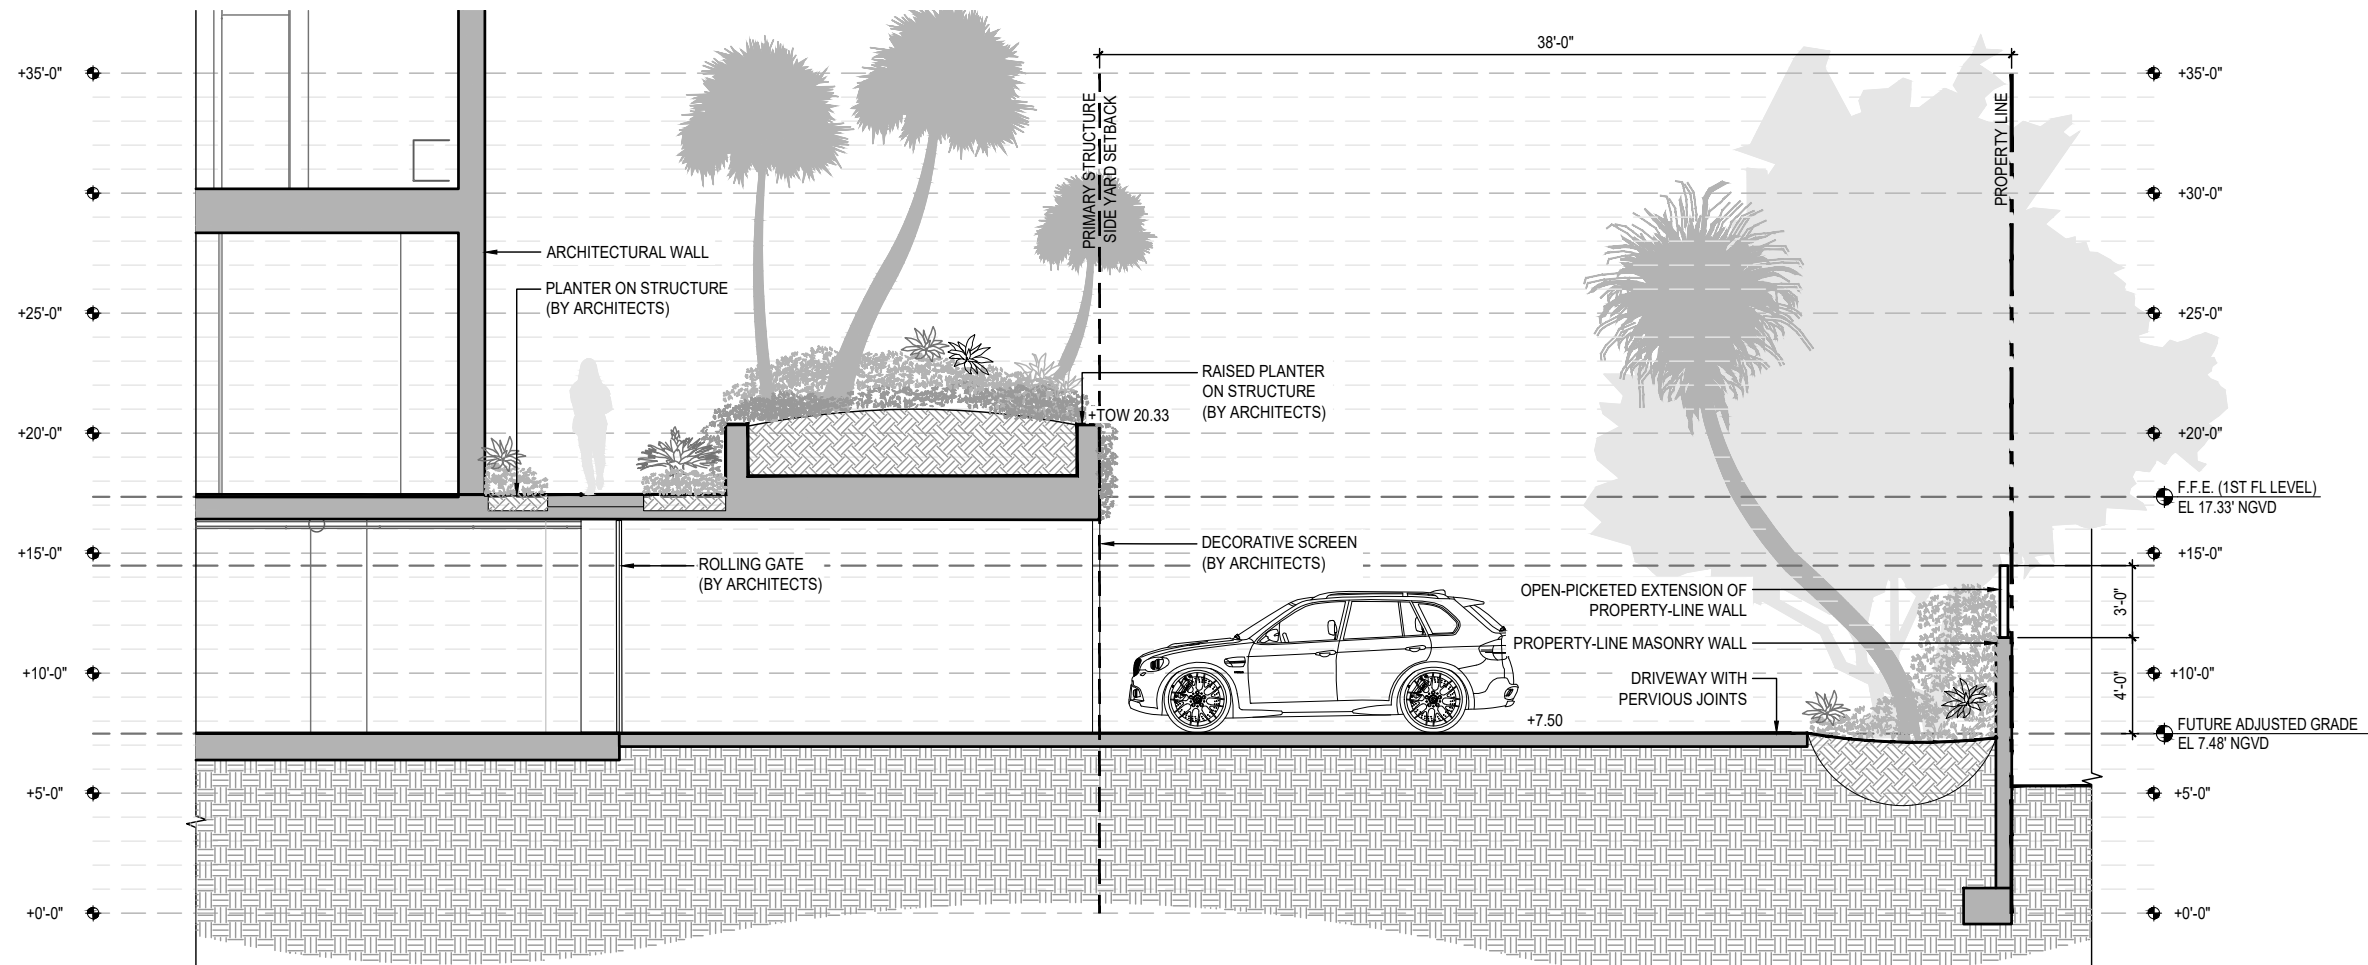 38'-0"
+35'-0"
+35'-0"
PRIMARY STRUCTURE
SIDE YARD SETBACK
PROPERTY LINE
+30'-0"
ARCHITECTURAL WALL
PLANTER ON STRUCTURE
(BY ARCHITECTS)
+25'-0"
+25'-0"
RAISED PLANTER
ON STRUCTURE
(BY ARCHITECTS)
+TOW 20.33
+20'-0"
+20'-0"
F.F.E. (1ST FL LEVEL)
EL 17.33' NGVD
+15'-0"
+15'-0"
DECORATIVE SCREEN
(BY ARCHITECTS)
ROLLING GATE
(BY ARCHITECTS)
OPEN-PICKETED EXTENSION OF
PROPERTY-LINE WALL
3'-0"
PROPERTY-LINE MASONRY WALL
+10'-0"
+10'-0"
DRIVEWAY WITH
PERVIOUS JOINTS
4'-0"
+7.50
FUTURE ADJUSTED GRADE
EL 7.48' NGVD
+5'-0"
+5'-0"
+0'-0"
+0'-0"